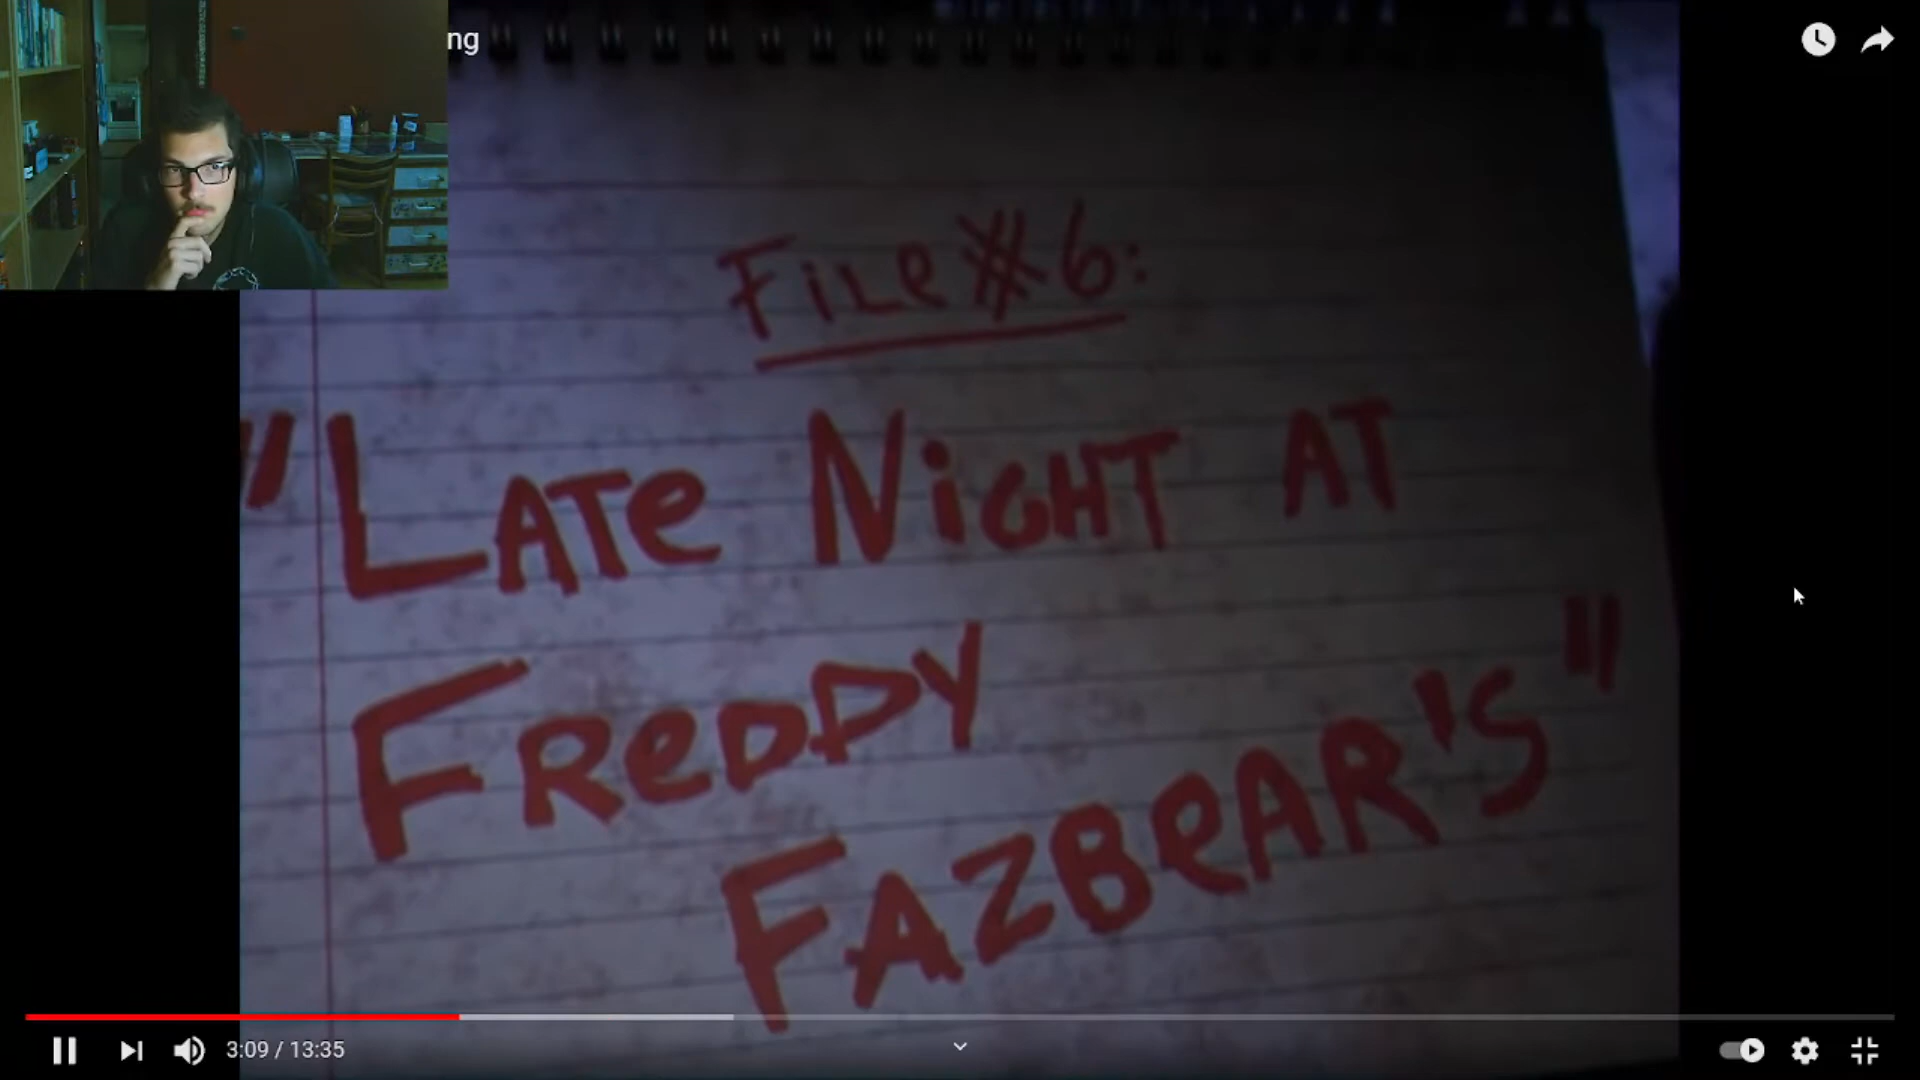 ng
FiLe #6:
"LATe NiGHT AT
FReDDY
FAZBeAR'S"
3:09 / 13:35